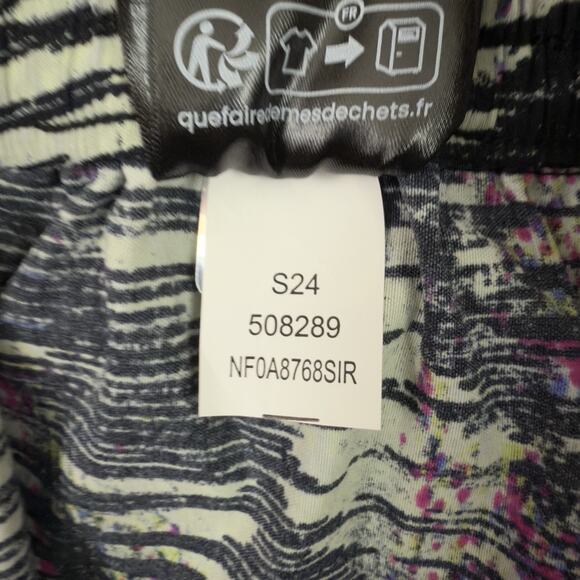 FR
quefairedemesdechets.fr
S24
508289
NF0A8768SIR